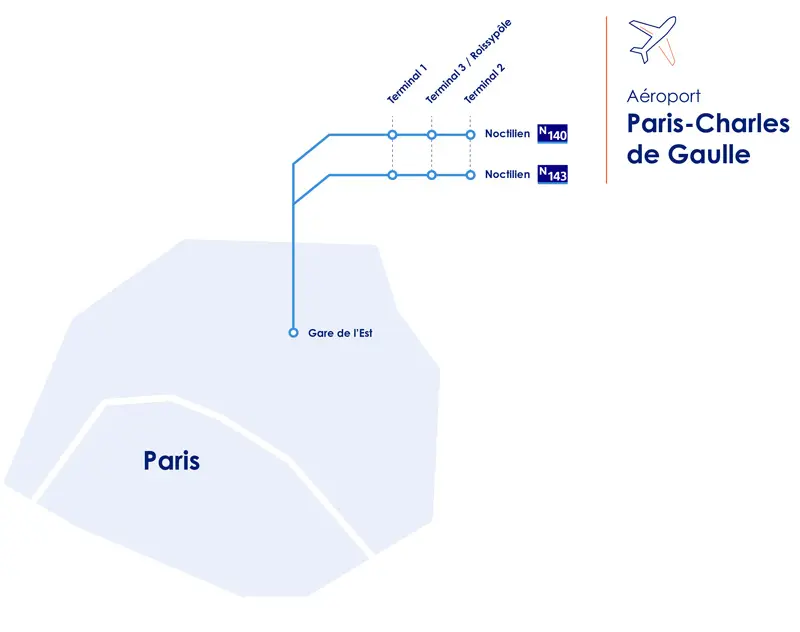 Terminal 1
Terminal 3 / Roissypôle
Terminal 2
Noctilien N140
Noctilien N143
Aéroport
Paris-Charles
de Gaulle
Gare de l'Est
Paris